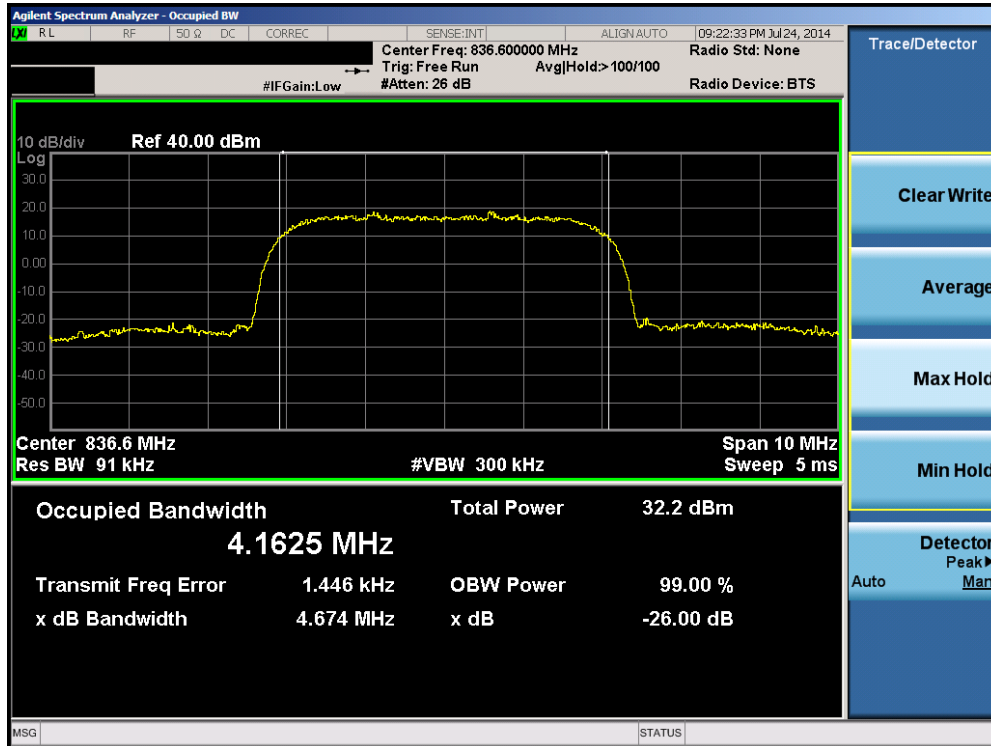 Agilent Spectrum Analyzer - Occupied BW
LXI RL RF 50 Ω DC CORREC SENSE:INT ALIGN AUTO 09:22:33 PM Jul 24, 2014
Center Freq: 836.600000 MHz Radio Std: None
Trig: Free Run Avg|Hold:> 100/100
#IFGain:Low #Atten: 26 dB Radio Device: BTS
10 dB/div Ref 40.00 dBm
Log
30.0
20.0
10.0
0.00
-10.0
-20.0
-30.0
-40.0
-50.0
Center 836.6 MHz Span 10 MHz
Res BW 91 kHz #VBW 300 kHz Sweep 5 ms
Occupied Bandwidth Total Power 32.2 dBm
4.1625 MHz
Transmit Freq Error 1.446 kHz OBW Power 99.00 %
x dB Bandwidth 4.674 MHz x dB -26.00 dB
MSG STATUS
Trace/Detector
Clear Write
Average
Max Hold
Min Hold
Detector
Peak▶
Auto Man